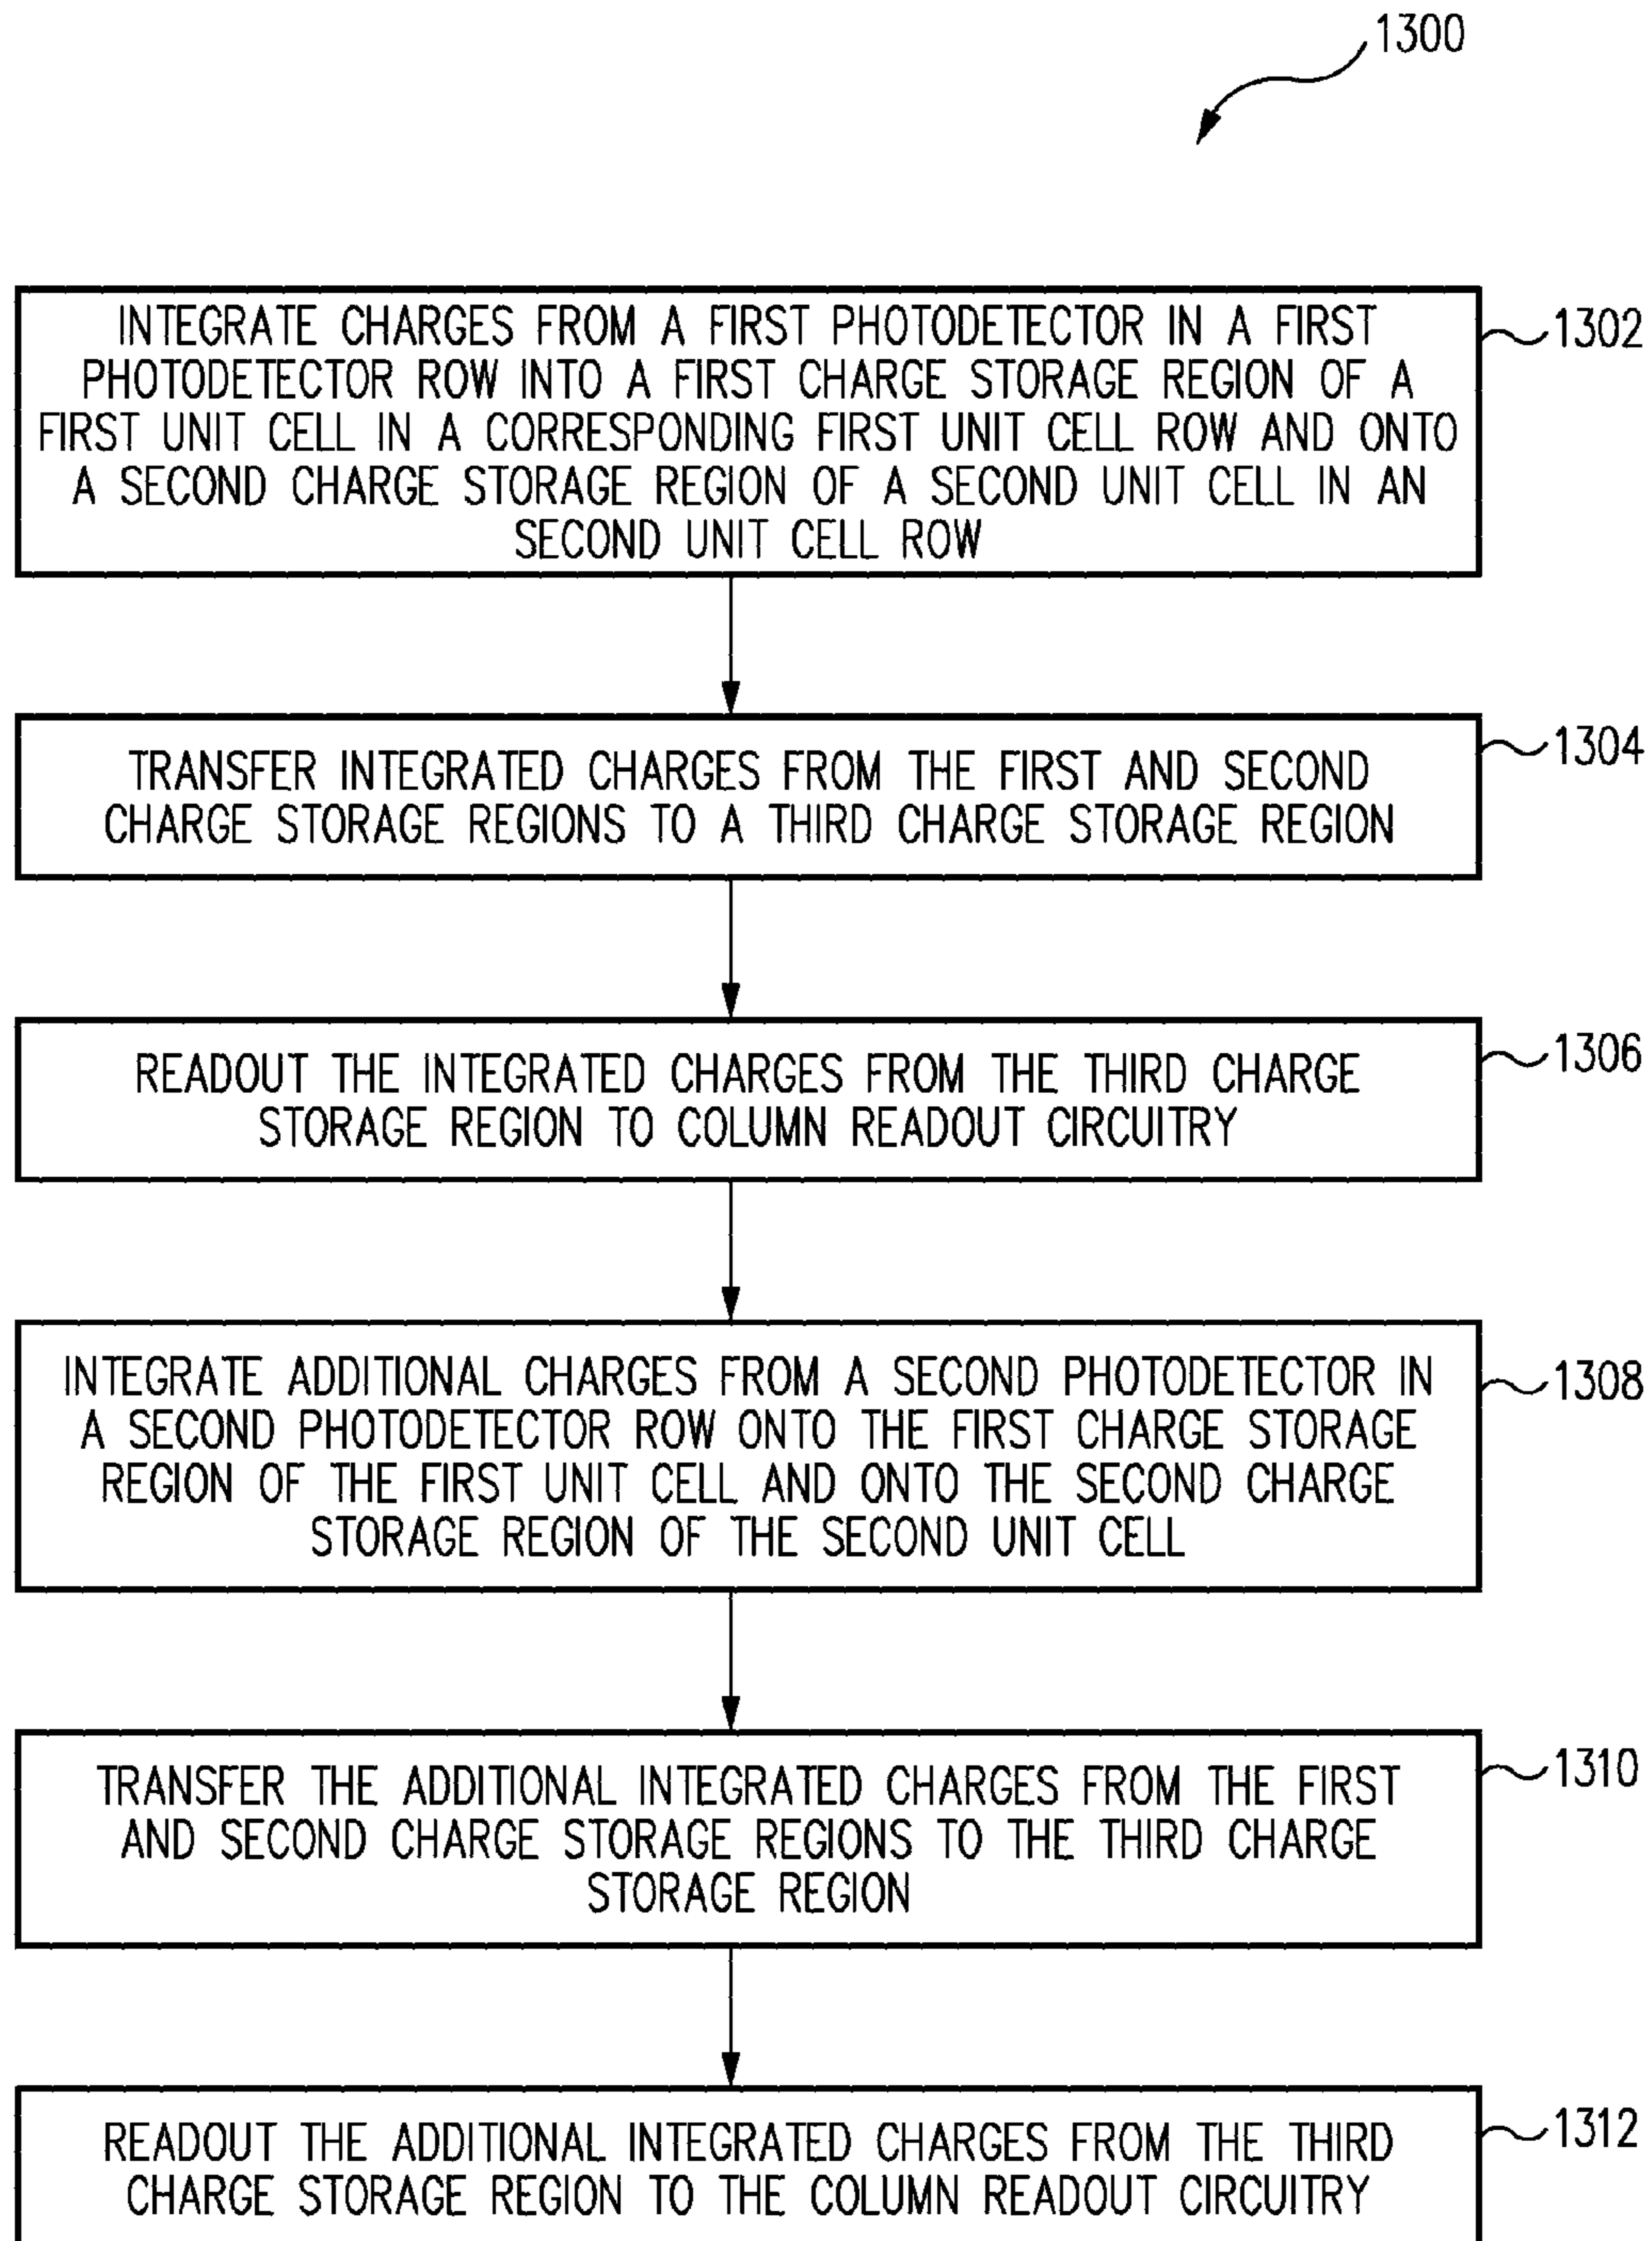 1300
INTEGRATE CHARGES FROM A FIRST PHOTODETECTOR IN A FIRST
PHOTODETECTOR ROW INTO A FIRST CHARGE STORAGE REGION OF A
FIRST UNIT CELL IN A CORRESPONDING FIRST UNIT CELL ROW AND ONTO
A SECOND CHARGE STORAGE REGION OF A SECOND UNIT CELL IN AN
SECOND UNIT CELL ROW
1302
TRANSFER INTEGRATED CHARGES FROM THE FIRST AND SECOND
CHARGE STORAGE REGIONS TO A THIRD CHARGE STORAGE REGION
1304
READOUT THE INTEGRATED CHARGES FROM THE THIRD CHARGE
STORAGE REGION TO COLUMN READOUT CIRCUITRY
1306
INTEGRATE ADDITIONAL CHARGES FROM A SECOND PHOTODETECTOR IN
A SECOND PHOTODETECTOR ROW ONTO THE FIRST CHARGE STORAGE
REGION OF THE FIRST UNIT CELL AND ONTO THE SECOND CHARGE
STORAGE REGION OF THE SECOND UNIT CELL
1308
TRANSFER THE ADDITIONAL INTEGRATED CHARGES FROM THE FIRST
AND SECOND CHARGE STORAGE REGIONS TO THE THIRD CHARGE
STORAGE REGION
1310
READOUT THE ADDITIONAL INTEGRATED CHARGES FROM THE THIRD
CHARGE STORAGE REGION TO THE COLUMN READOUT CIRCUITRY
1312